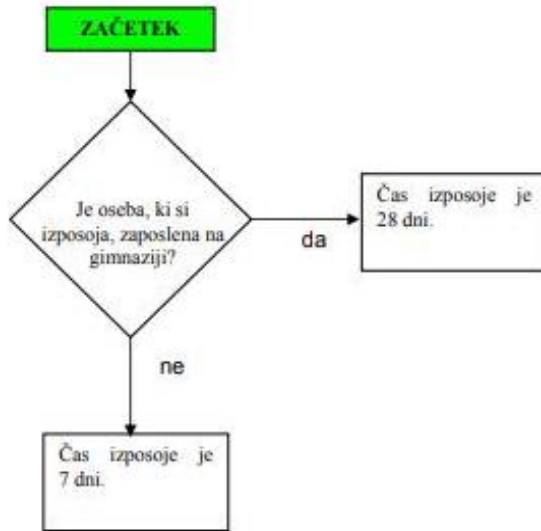 ZAČETEK
Je oseba, ki si
izposoja, zaposlena na
gimnaziji?
da
Čas izposoje je
28 dni.
ne
Čas izposoje je
7 dni.